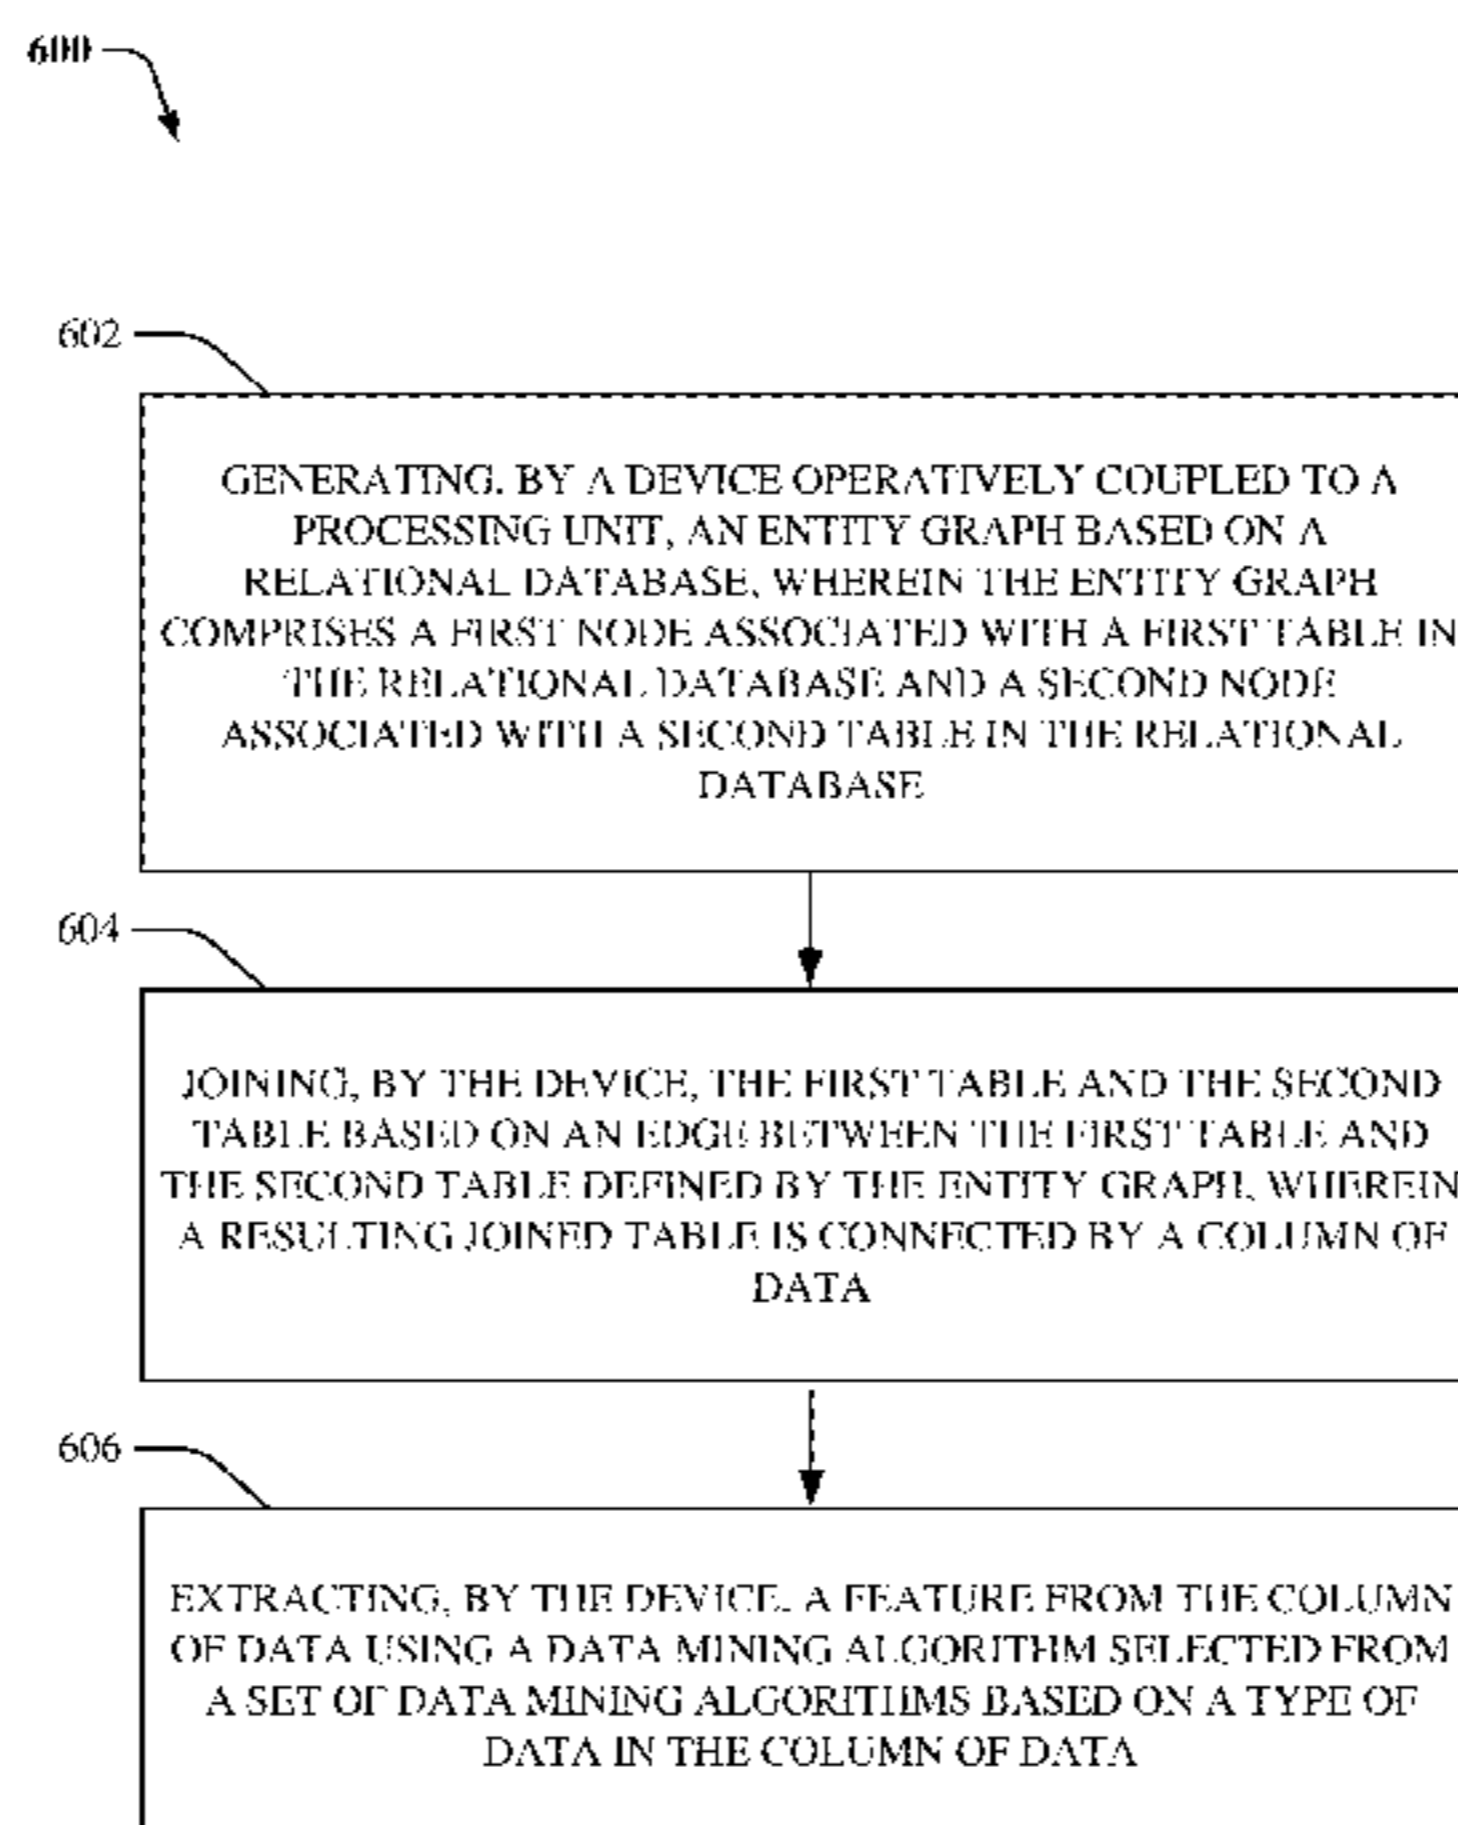 600
602
GENERATING. BY A DEVICE OPERATIVELY COUPLED TO A
PROCESSING UNIT, AN ENTITY GRAPH BASED ON A
RELATIONAL DATABASE, WHEREIN THE ENTITY GRAPH
COMPRISES A FIRST NODE ASSOCIATED WITH A FIRST TABLE IN
THE RELATIONAL DATABASE AND A SECOND NODE
ASSOCIATED WITH A SECOND TABLE IN THE RELATIONAL
DATABASE
604
JOINING, BY THE DEVICE, THE FIRST TABLE AND THE SECOND
TABLE BASED ON AN EDGE BETWEEN THE FIRST TABLE AND
THE SECOND TABLE DEFINED BY THE ENTITY GRAPH, WHEREIN
A RESULTING JOINED TABLE IS CONNECTED BY A COLUMN OF
DATA
606
EXTRACTING, BY THE DEVICE, A FEATURE FROM THE COLUMN
OF DATA USING A DATA MINING ALGORITHM SELECTED FROM
A SET OF DATA MINING ALGORITHMS BASED ON A TYPE OF
DATA IN THE COLUMN OF DATA